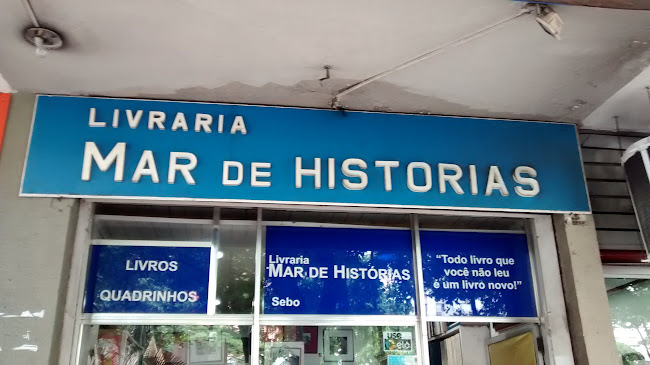 LIVRARIA
MAR DE HISTORIAS
LIVROS
QUADRINHOS
Livraria
MAR DE HISTÓRIAS
Sebo
"Todo livro que
você não leu
é um livro novo!"